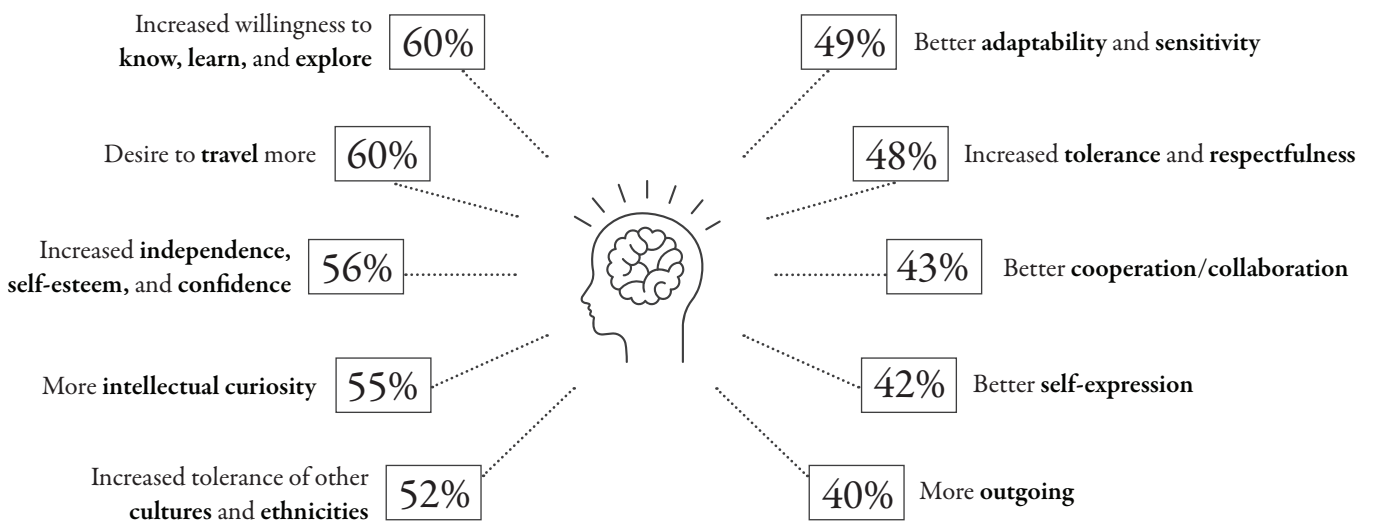 Increased willingness to
know, learn, and explore
60%
Desire to travel more
60%
Increased independence,
self-esteem, and confidence
56%
More intellectual curiosity
55%
Increased tolerance of other
cultures and ethnicities
52%
49%
Better adaptability and sensitivity
48%
Increased tolerance and respectfulness
43%
Better cooperation/collaboration
42%
Better self-expression
40%
More outgoing